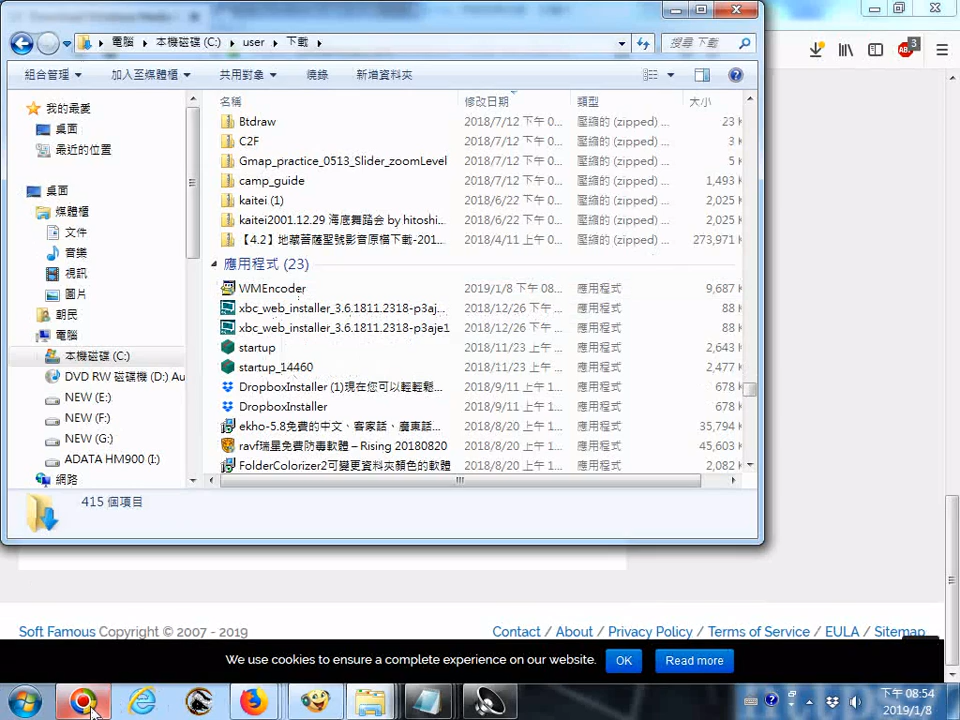 電腦 ▸ 本機磁碟 (C:) ▸ user ▸ 下載 ▸
搜尋 下載
3
組合管理 加入至媒體櫃 共用對象 燒錄 新增資料夾
我的最愛
桌面
最近的位置
桌面
媒體櫃
文件
音樂
視訊
圖片
朝民
電腦
本機磁碟 (C:)
DVD RW 磁碟機 (D:) Au
NEW (E:)
NEW (F:)
NEW (G:)
ADATA HM900 (I:)
網路
名稱 修改日期 類型 大小
Btdraw 2018/7/12 下午 0... 壓縮的 (zipped) ... 23 K
C2F 2018/7/12 下午 0... 壓縮的 (zipped) ... 3 K
Gmap_practice_0513_Slider_zoomLevel 2018/7/12 下午 0... 壓縮的 (zipped) ... 5 K
camp_guide 2018/7/12 下午 0... 壓縮的 (zipped) ... 1,493 K
kaitei (1) 2018/6/22 下午 0... 壓縮的 (zipped) ... 2,025 K
kaitei2001.12.29 海底舞踏会 by hitoshi... 2018/6/22 下午 0... 壓縮的 (zipped) ... 2,025 K
【4.2】地藏菩薩聖號影音原檔下載-201... 2018/4/11 下午 0... 壓縮的 (zipped) ... 273,971 K
應用程式 (23)
WMEncoder 2019/1/8 下午 08... 應用程式 9,687 K
xbc_web_installer_3.6.1811.2318-p3aj... 2018/12/26 下午 ... 應用程式 88 K
xbc_web_installer_3.6.1811.2318-p3aje1 2018/12/26 下午 ... 應用程式 88 K
startup 2018/11/23 上午 ... 應用程式 2,643 K
startup_14460 2018/11/23 上午 ... 應用程式 2,477 K
DropboxInstaller (1)現在您可以輕輕鬆... 2018/9/11 上午 1... 應用程式 678 K
DropboxInstaller 2018/9/11 上午 1... 應用程式 678 K
ekho-5.8免費的中文、客家話、廣東話... 2018/8/20 上午 1... 應用程式 35,794 K
ravf瑞星免費防毒軟體 – Rising 20180820 2018/8/20 上午 1... 應用程式 45,603 K
FolderColorizer2可變更資料夾顏色的軟體 2018/8/20 上午 1... 應用程式 2,082 K
415 個項目
Soft Famous Copyright © 2007 - 2019
Contact / About / Privacy Policy / Terms of Service / EULA / Sitemap
We use cookies to ensure a complete experience on our website. OK Read more
下午 08:54
2019/1/8